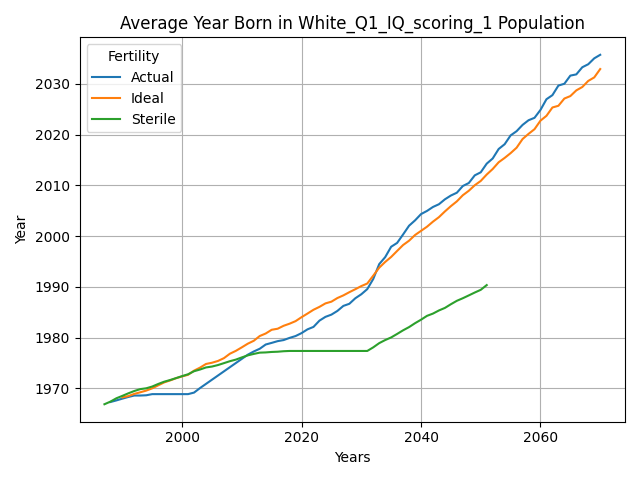 Average Year Born in White_Q1_IQ_scoring_1 Population
Fertility
Actual
Ideal
Sterile
Year
2030
2020
2010
2000
1990
1980
1970
2000
2020
2040
2060
Years